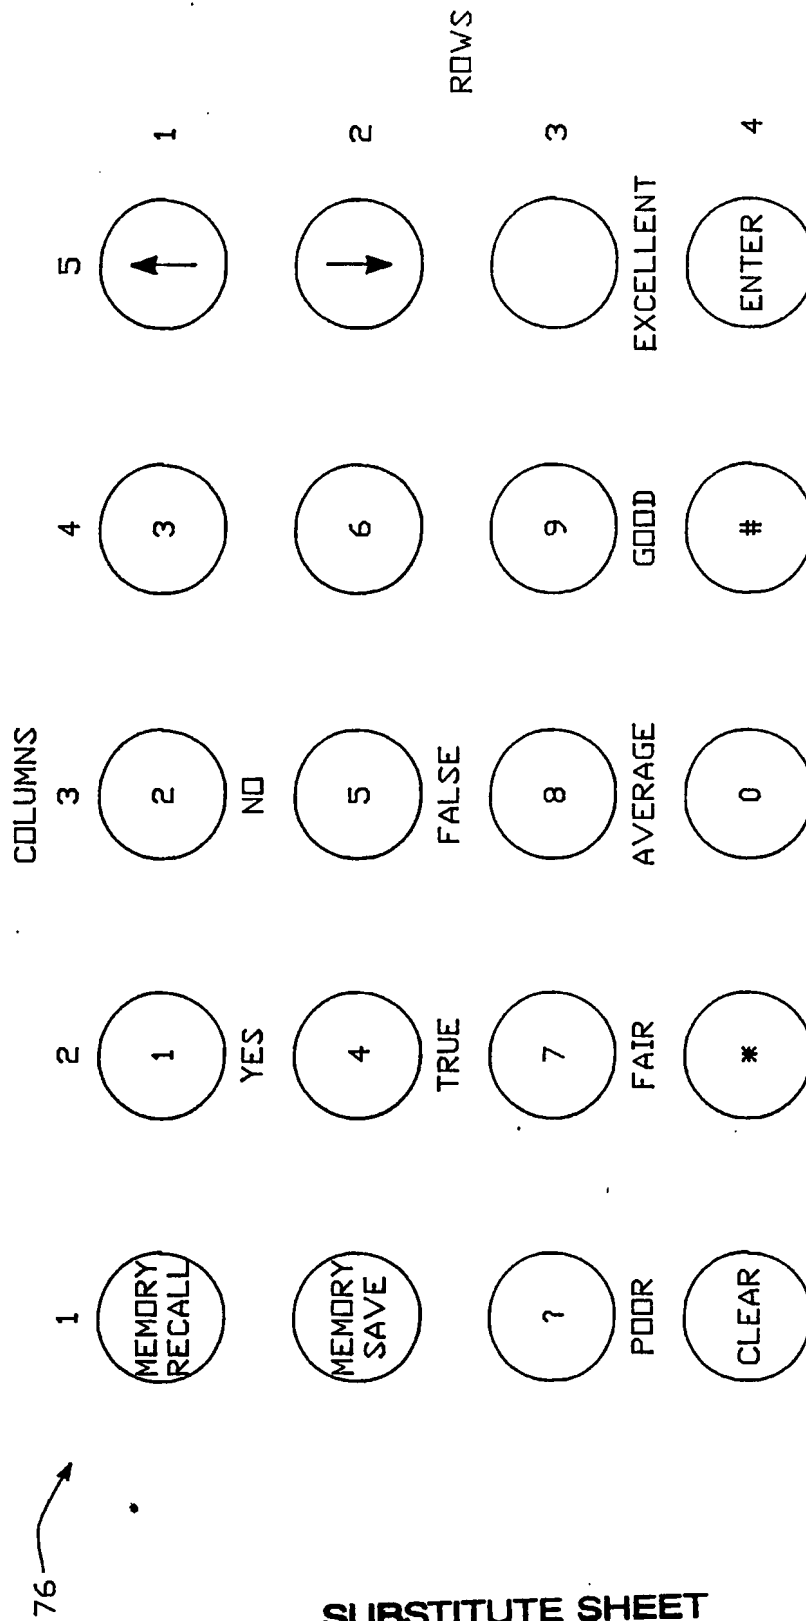 76
COLUMNS
1 2 3 4 5
MEMORY RECALL 1 2 3 → 1
YES NO
MEMORY SAVE 4 5 6 ← 2
TRUE FALSE
ROWS
? 7 8 9 3
POOR FAIR AVERAGE GOOD EXCELLENT
CLEAR * 0 # ENTER 4
SUBSTITUTE SHEET